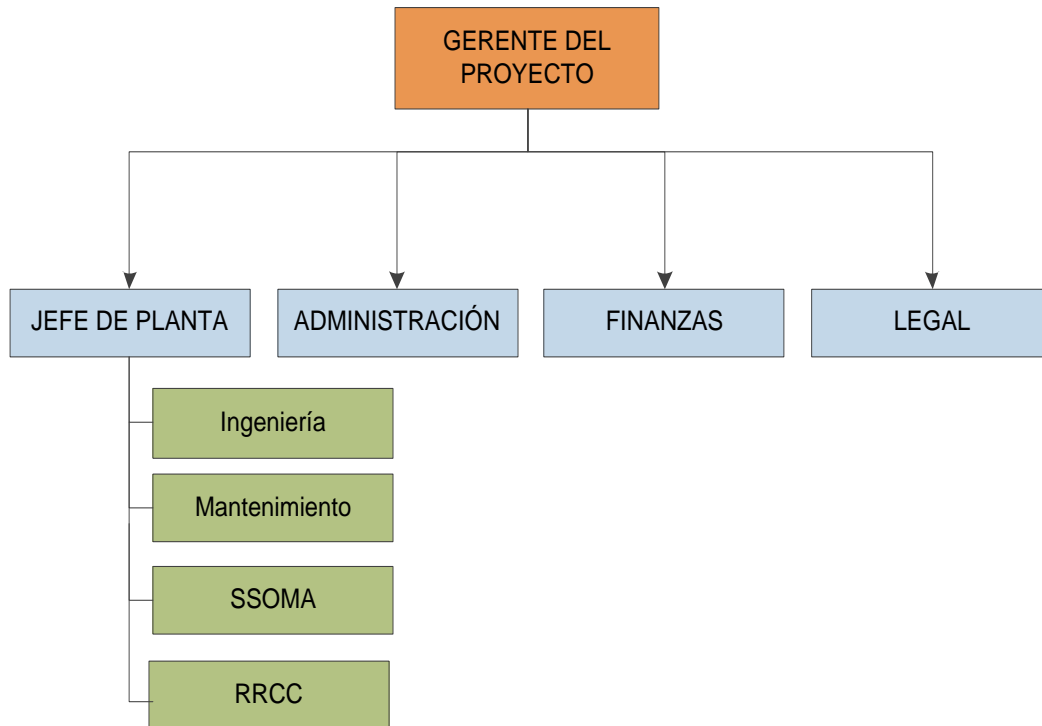 GERENTE DEL
PROYECTO
JEFE DE PLANTA
ADMINISTRACIÓN
FINANZAS
LEGAL
Ingeniería
Mantenimiento
SSOMA
RRCC